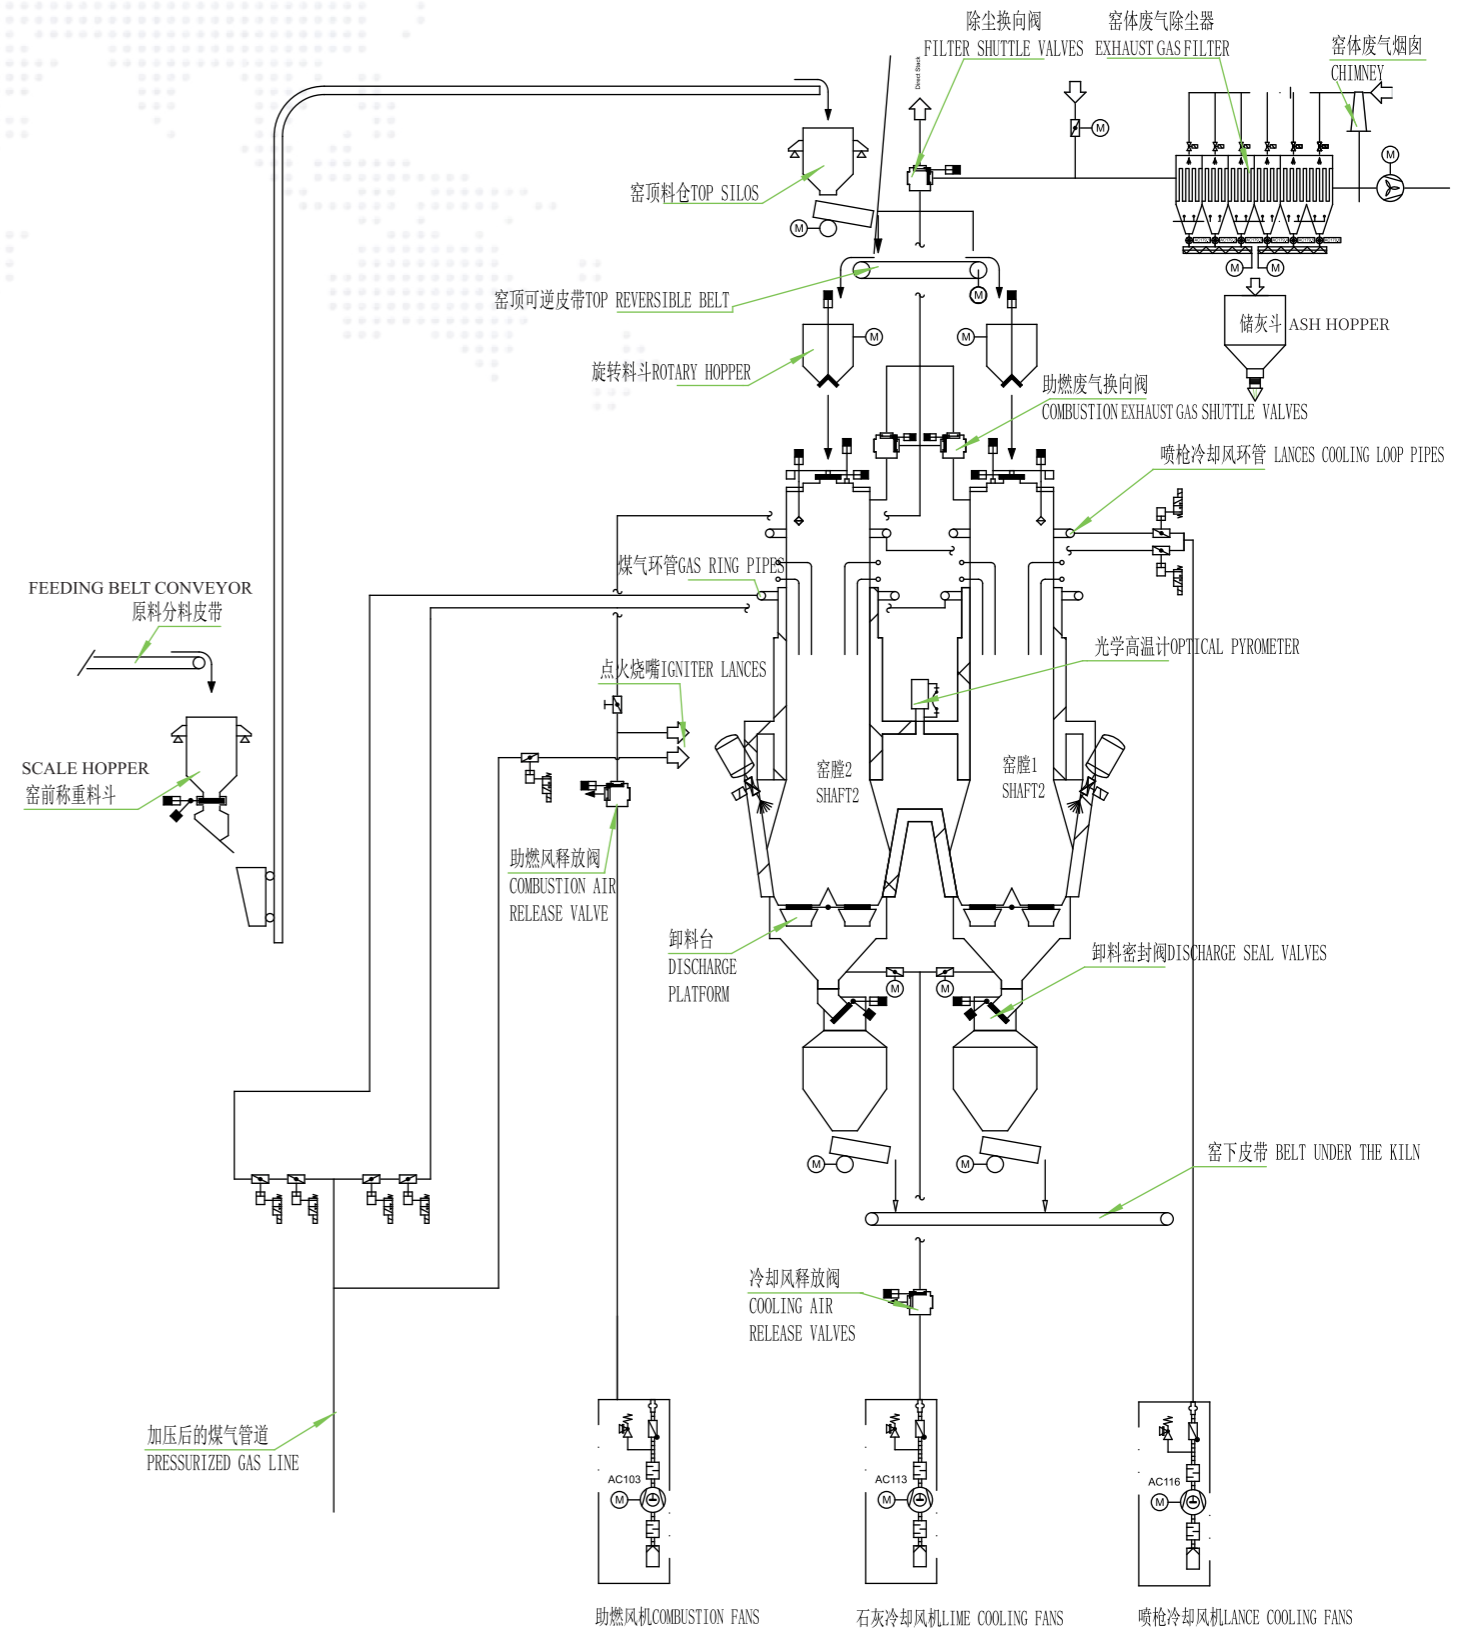 除尘换向阀
FILTER SHUTTLE VALVES
窑体废气除尘器
EXHAUST GAS FILTER
窑体废气烟囱
CHIMNEY
Direct Stack
M
M
窑顶料仓TOP SILOS
M
M
M
窑顶可逆皮带TOP REVERSIBLE BELT
M
储灰斗 ASH HOPPER
M
M
旋转料斗ROTARY HOPPER
助燃废气换向阀
COMBUSTION EXHAUST GAS SHUTTLE VALVES
喷枪冷却风环管 LANCES COOLING LOOP PIPES
煤气环管GAS RING PIPES
FEEDING BELT CONVEYOR
原料分料皮带
光学高温计OPTICAL PYROMETER
点火烧嘴IGNITER LANCES
SCALE HOPPER
窑前称重料斗
窑膛2
SHAFT2
窑膛1
SHAFT2
助燃风释放阀
COMBUSTION AIR
RELEASE VALVE
卸料台
DISCHARGE
PLATFORM
卸料密封阀DISCHARGE SEAL VALVES
M
M
窑下皮带 BELT UNDER THE KILN
M
M
冷却风释放阀
COOLING AIR
RELEASE VALVES
加压后的煤气管道
PRESSURIZED GAS LINE
AC103
M
AC113
M
AC116
M
助燃风机COMBUSTION FANS
石灰冷却风机LIME COOLING FANS
喷枪冷却风机LANCE COOLING FANS